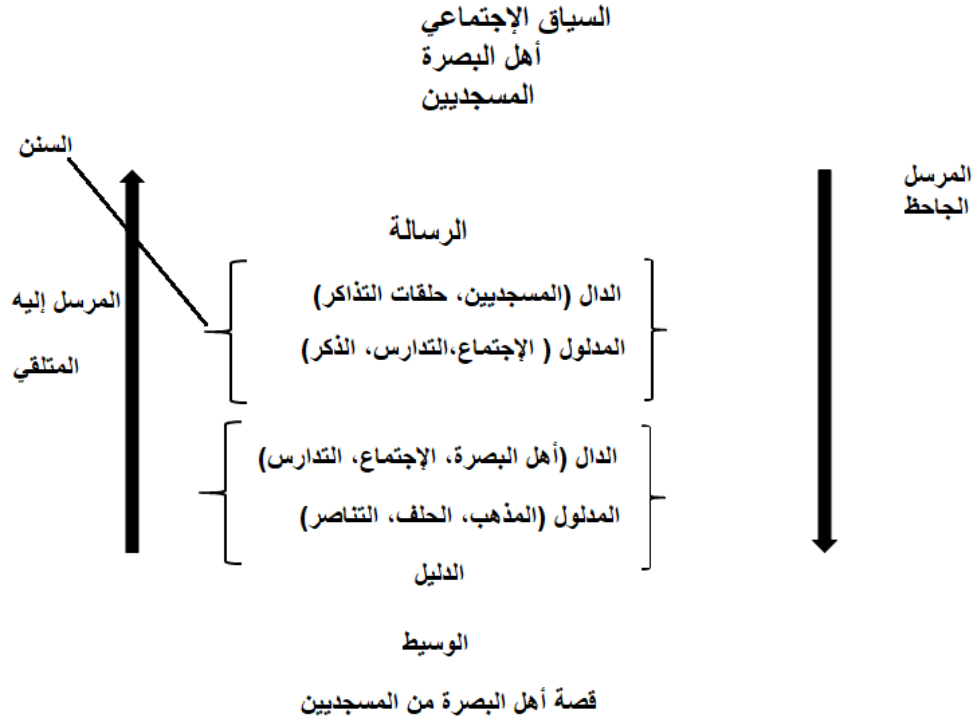 السياق الإجتماعي
أهل البصرة
المسجديين
السنن
المرسل
الجاحظ
الرسالة
الدال (المسجديين، حلقات التذاكر)
المرسل إليه
المدلول ( الإجتماع،التدارس، الذكر)
المتلقي
الدال (أهل البصرة، الإجتماع، التدارس)
المدلول (المذهب، الحلف، التناصر)
الدليل
الوسيط
قصة أهل البصرة من المسجديين